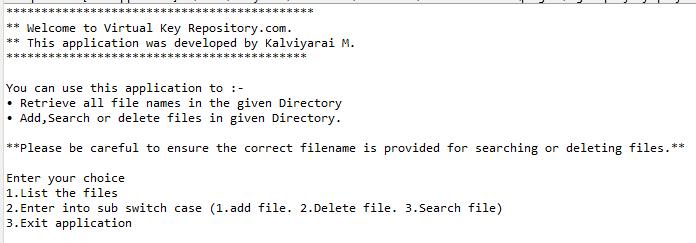 ********************************************
** Welcome to Virtual Key Repository.com.
** This application was developed by Kalviyarai M.
*******************************************
You can use this application to :-
• Retrieve all file names in the given Directory
• Add,Search or delete files in given Directory.
**Please be careful to ensure the correct filename is provided for searching or deleting files.**
Enter your choice
1.List the files
2.Enter into sub switch case (1.add file. 2.Delete file. 3.Search file)
3.Exit application